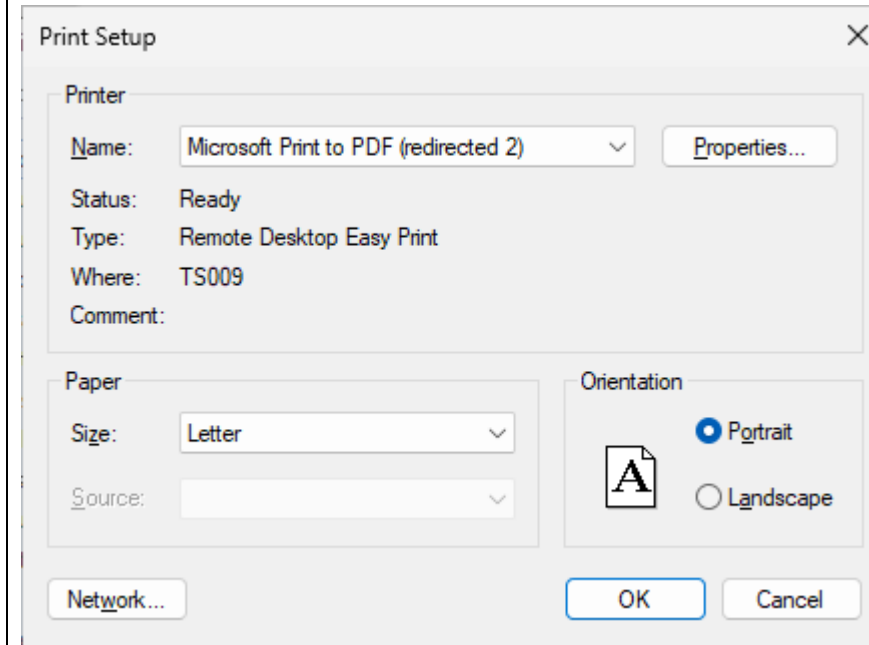 Print Setup
Printer
Name: Microsoft Print to PDF (redirected 2) Properties...
Status: Ready
Type: Remote Desktop Easy Print
Where: TS009
Comment:
Paper
Size: Letter
Source:
Orientation
A
Portrait
Landscape
Network... OK Cancel